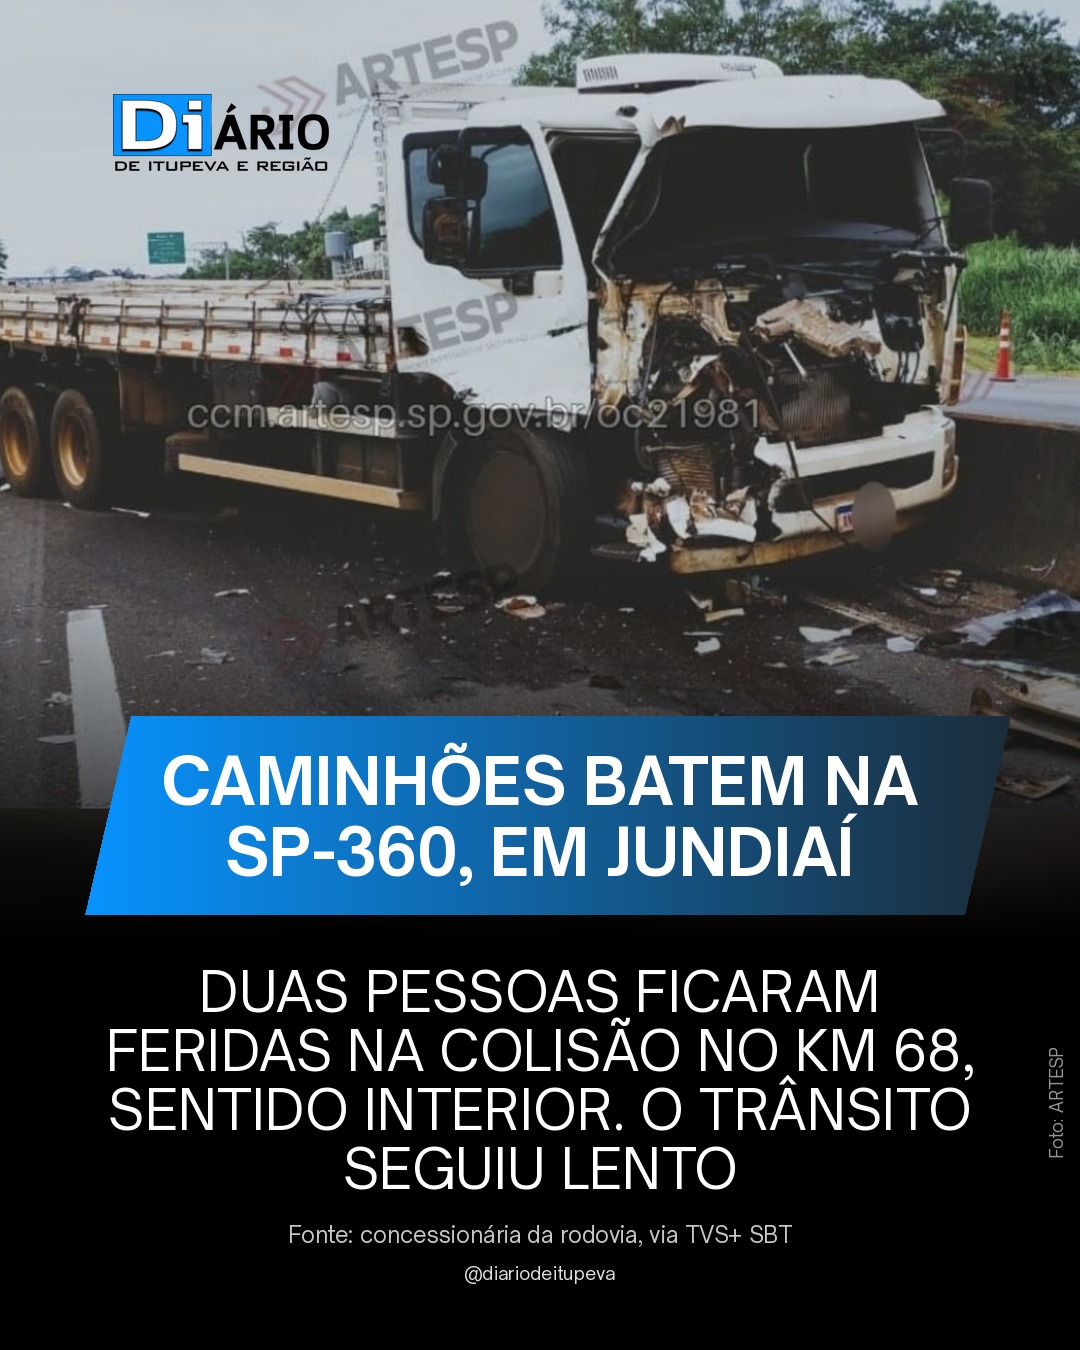 ARTESP
DiÁRIO
DE ITUPEVA E REGIÃO
ARTESP
ccm.artesp.sp.gov.br/oc21981
ARTESP
CAMINHÕES BATEM NA
SP-360, EM JUNDIAÍ
DUAS PESSOAS FICARAM
FERIDAS NA COLISÃO NO KM 68,
SENTIDO INTERIOR. O TRÂNSITO
SEGUIU LENTO
Foto: ARTESP
Fonte: concessionária da rodovia, via TVS+ SBT
@diariodeitupeva